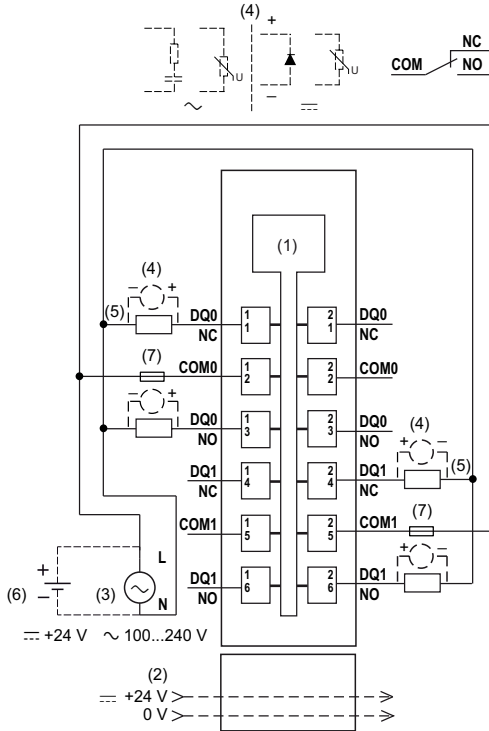 (4)
+
U
U
−
NC
COM
NO
(1)
(4)
− +
(5)
DQ0
NC
1
1
2
1
DQ0
NC
(7)
COM0
1
2
2
2
COM0
− +
DQ0
NO
1
3
2
3
DQ0
NO
(4)
+ −
DQ1
NC
1
4
2
4
DQ1
NC
(5)
(7)
COM1
1
5
2
5
COM1
+ −
DQ1
NO
1
6
2
6
DQ1
NO
L
+
(6)
−
(3)
N
+24 V ~ 100...240 V
(2)
+24 V
0 V